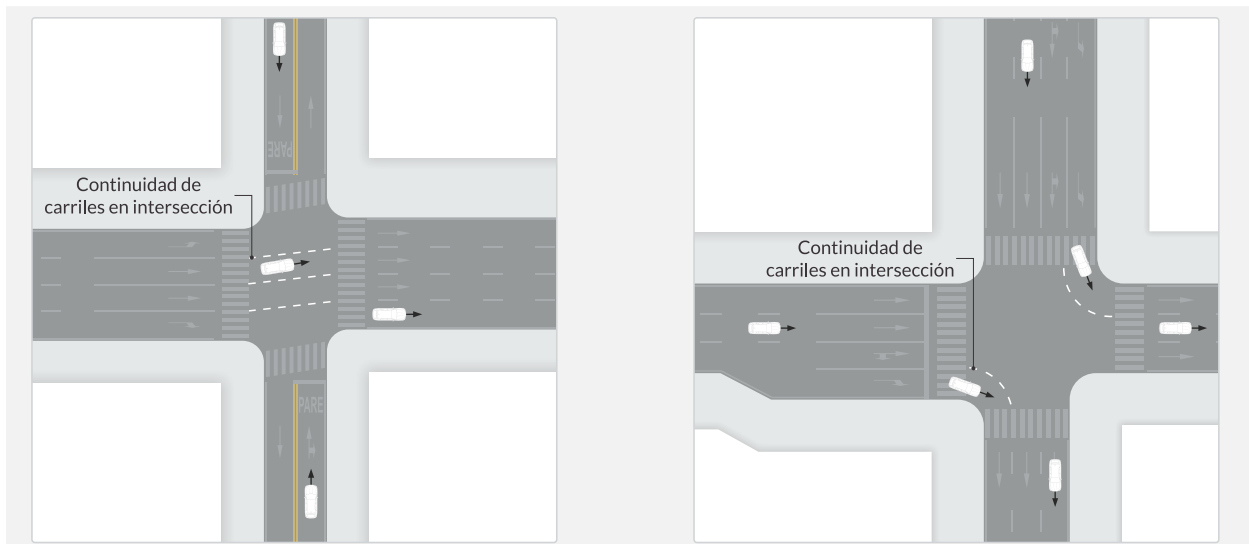 PARE
Continuidad de
carriles en intersección
PARE
Continuidad de
carriles en intersección